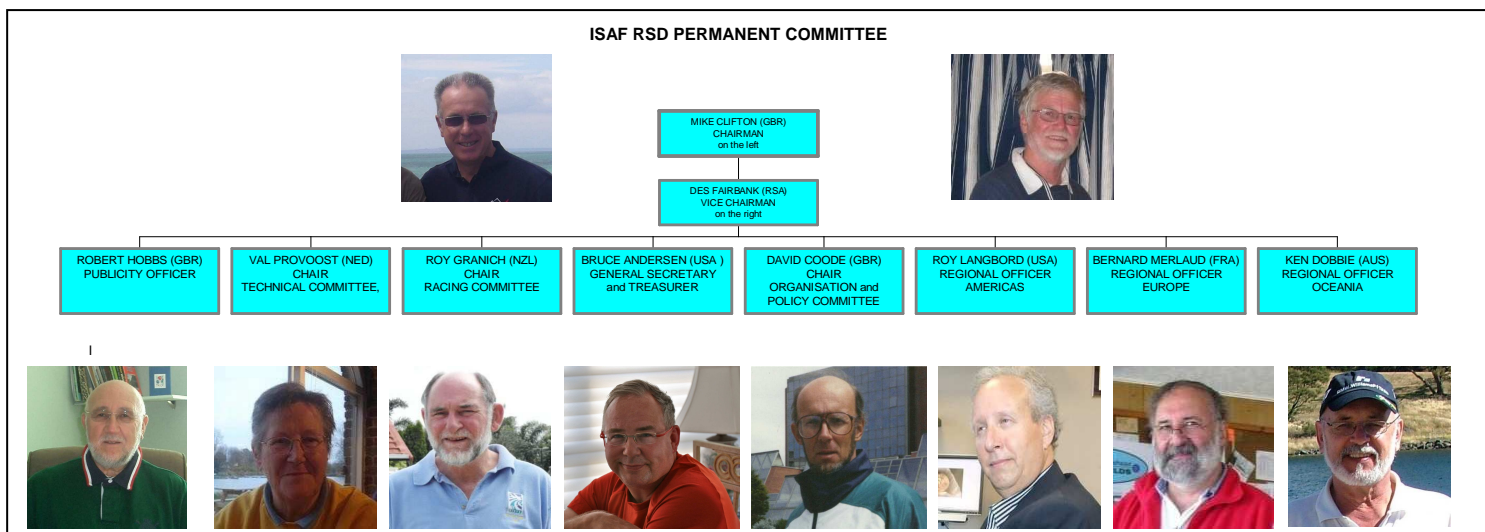 ISAF RSD PERMANENT COMMITTEE
MIKE CLIFTON (GBR)
CHAIRMAN
on the left
DES FAIRBANK (RSA)
VICE CHAIRMAN
on the right
ROBERT HOBBS (GBR)
PUBLICITY OFFICER
VAL PROVOOST (NED)
CHAIR
TECHNICAL COMMITTEE,
ROY GRANICH (NZL)
CHAIR
RACING COMMITTEE
BRUCE ANDERSEN (USA )
GENERAL SECRETARY
and TREASURER
DAVID COODE (GBR)
CHAIR
ORGANISATION and
POLICY COMMITTEE
ROY LANGBORD (USA)
REGIONAL OFFICER
AMERICAS
BERNARD MERLAUD (FRA)
REGIONAL OFFICER
EUROPE
KEN DOBBIE (AUS)
REGIONAL OFFICER
OCEANIA
I